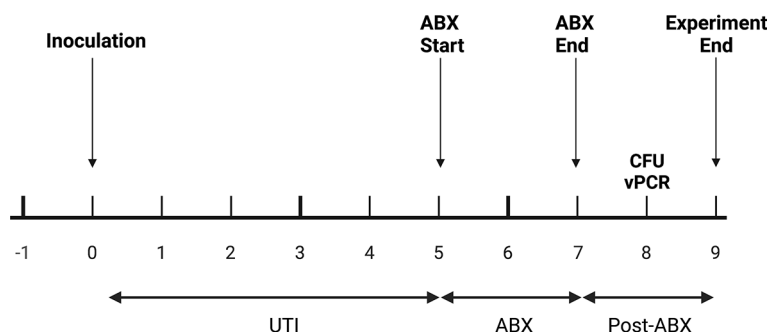 Inoculation
ABX
Start
ABX
End
Experiment
End
CFU
vPCR
-1 0 1 2 3 4 5 6 7 8 9
UTI ABX Post-ABX